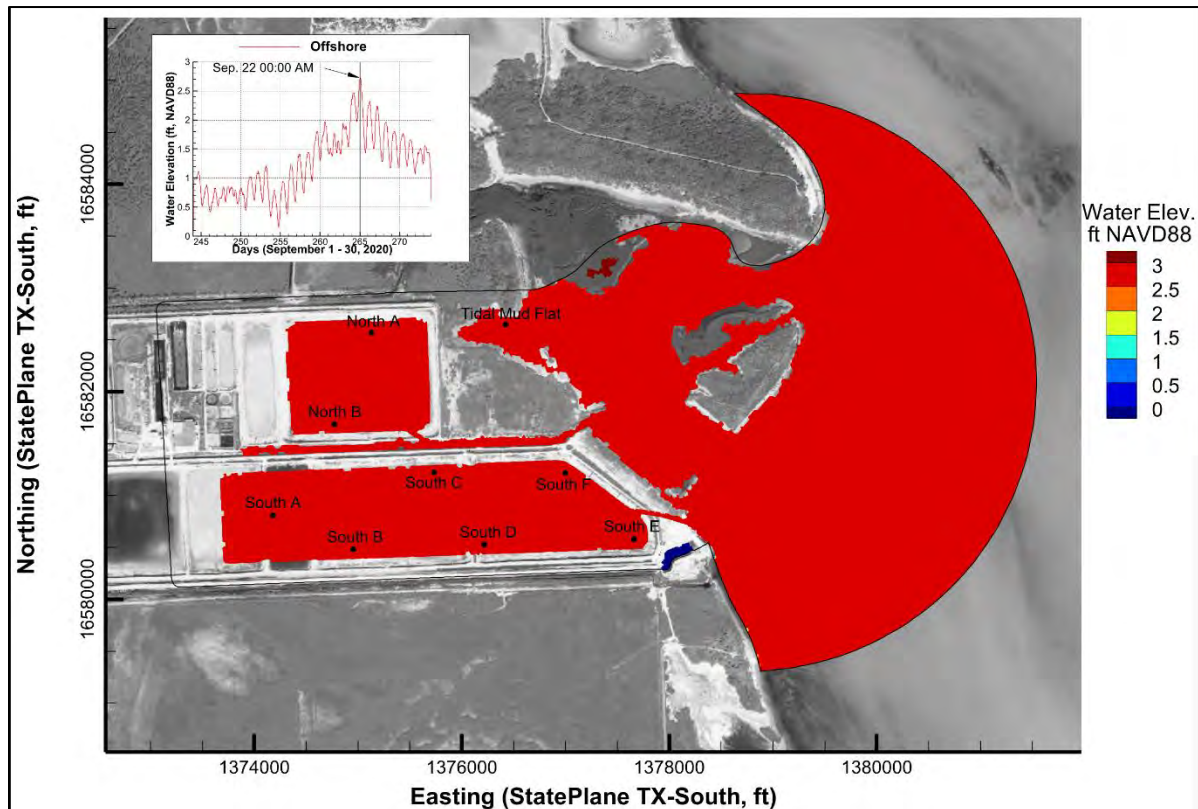 Offshore
Sep. 22 00:00 AM
Water Elevation (ft, NAVD88)
3
2.5
2
1.5
1
0.5
0
245
250
255
260
265
270
Days (September 1 - 30, 2020)
Northing (StatePlane TX-South, ft)
16584000
16582000
16580000
North A
Tidal Mud Flat
North B
South C
South F
South A
South B
South D
South E
Water Elev.
ft NAVD88
3
2.5
2
1.5
1
0.5
0
1374000
1376000
1378000
1380000
Easting (StatePlane TX-South, ft)